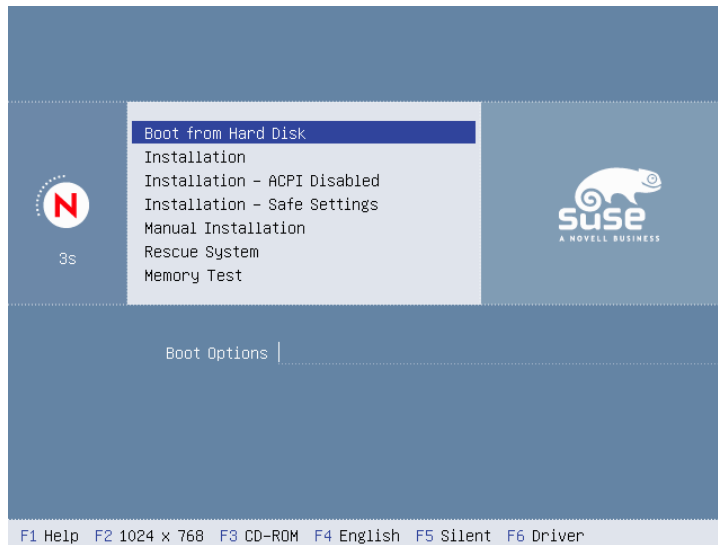 Boot from Hard Disk
Installation
Installation - ACPI Disabled
Installation - Safe Settings
Manual Installation
Rescue System
Memory Test
N
3s
SUSE
A NOVELL BUSINESS
Boot Options
F1 Help F2 1024 x 768 F3 CD-ROM F4 English F5 Silent F6 Driver